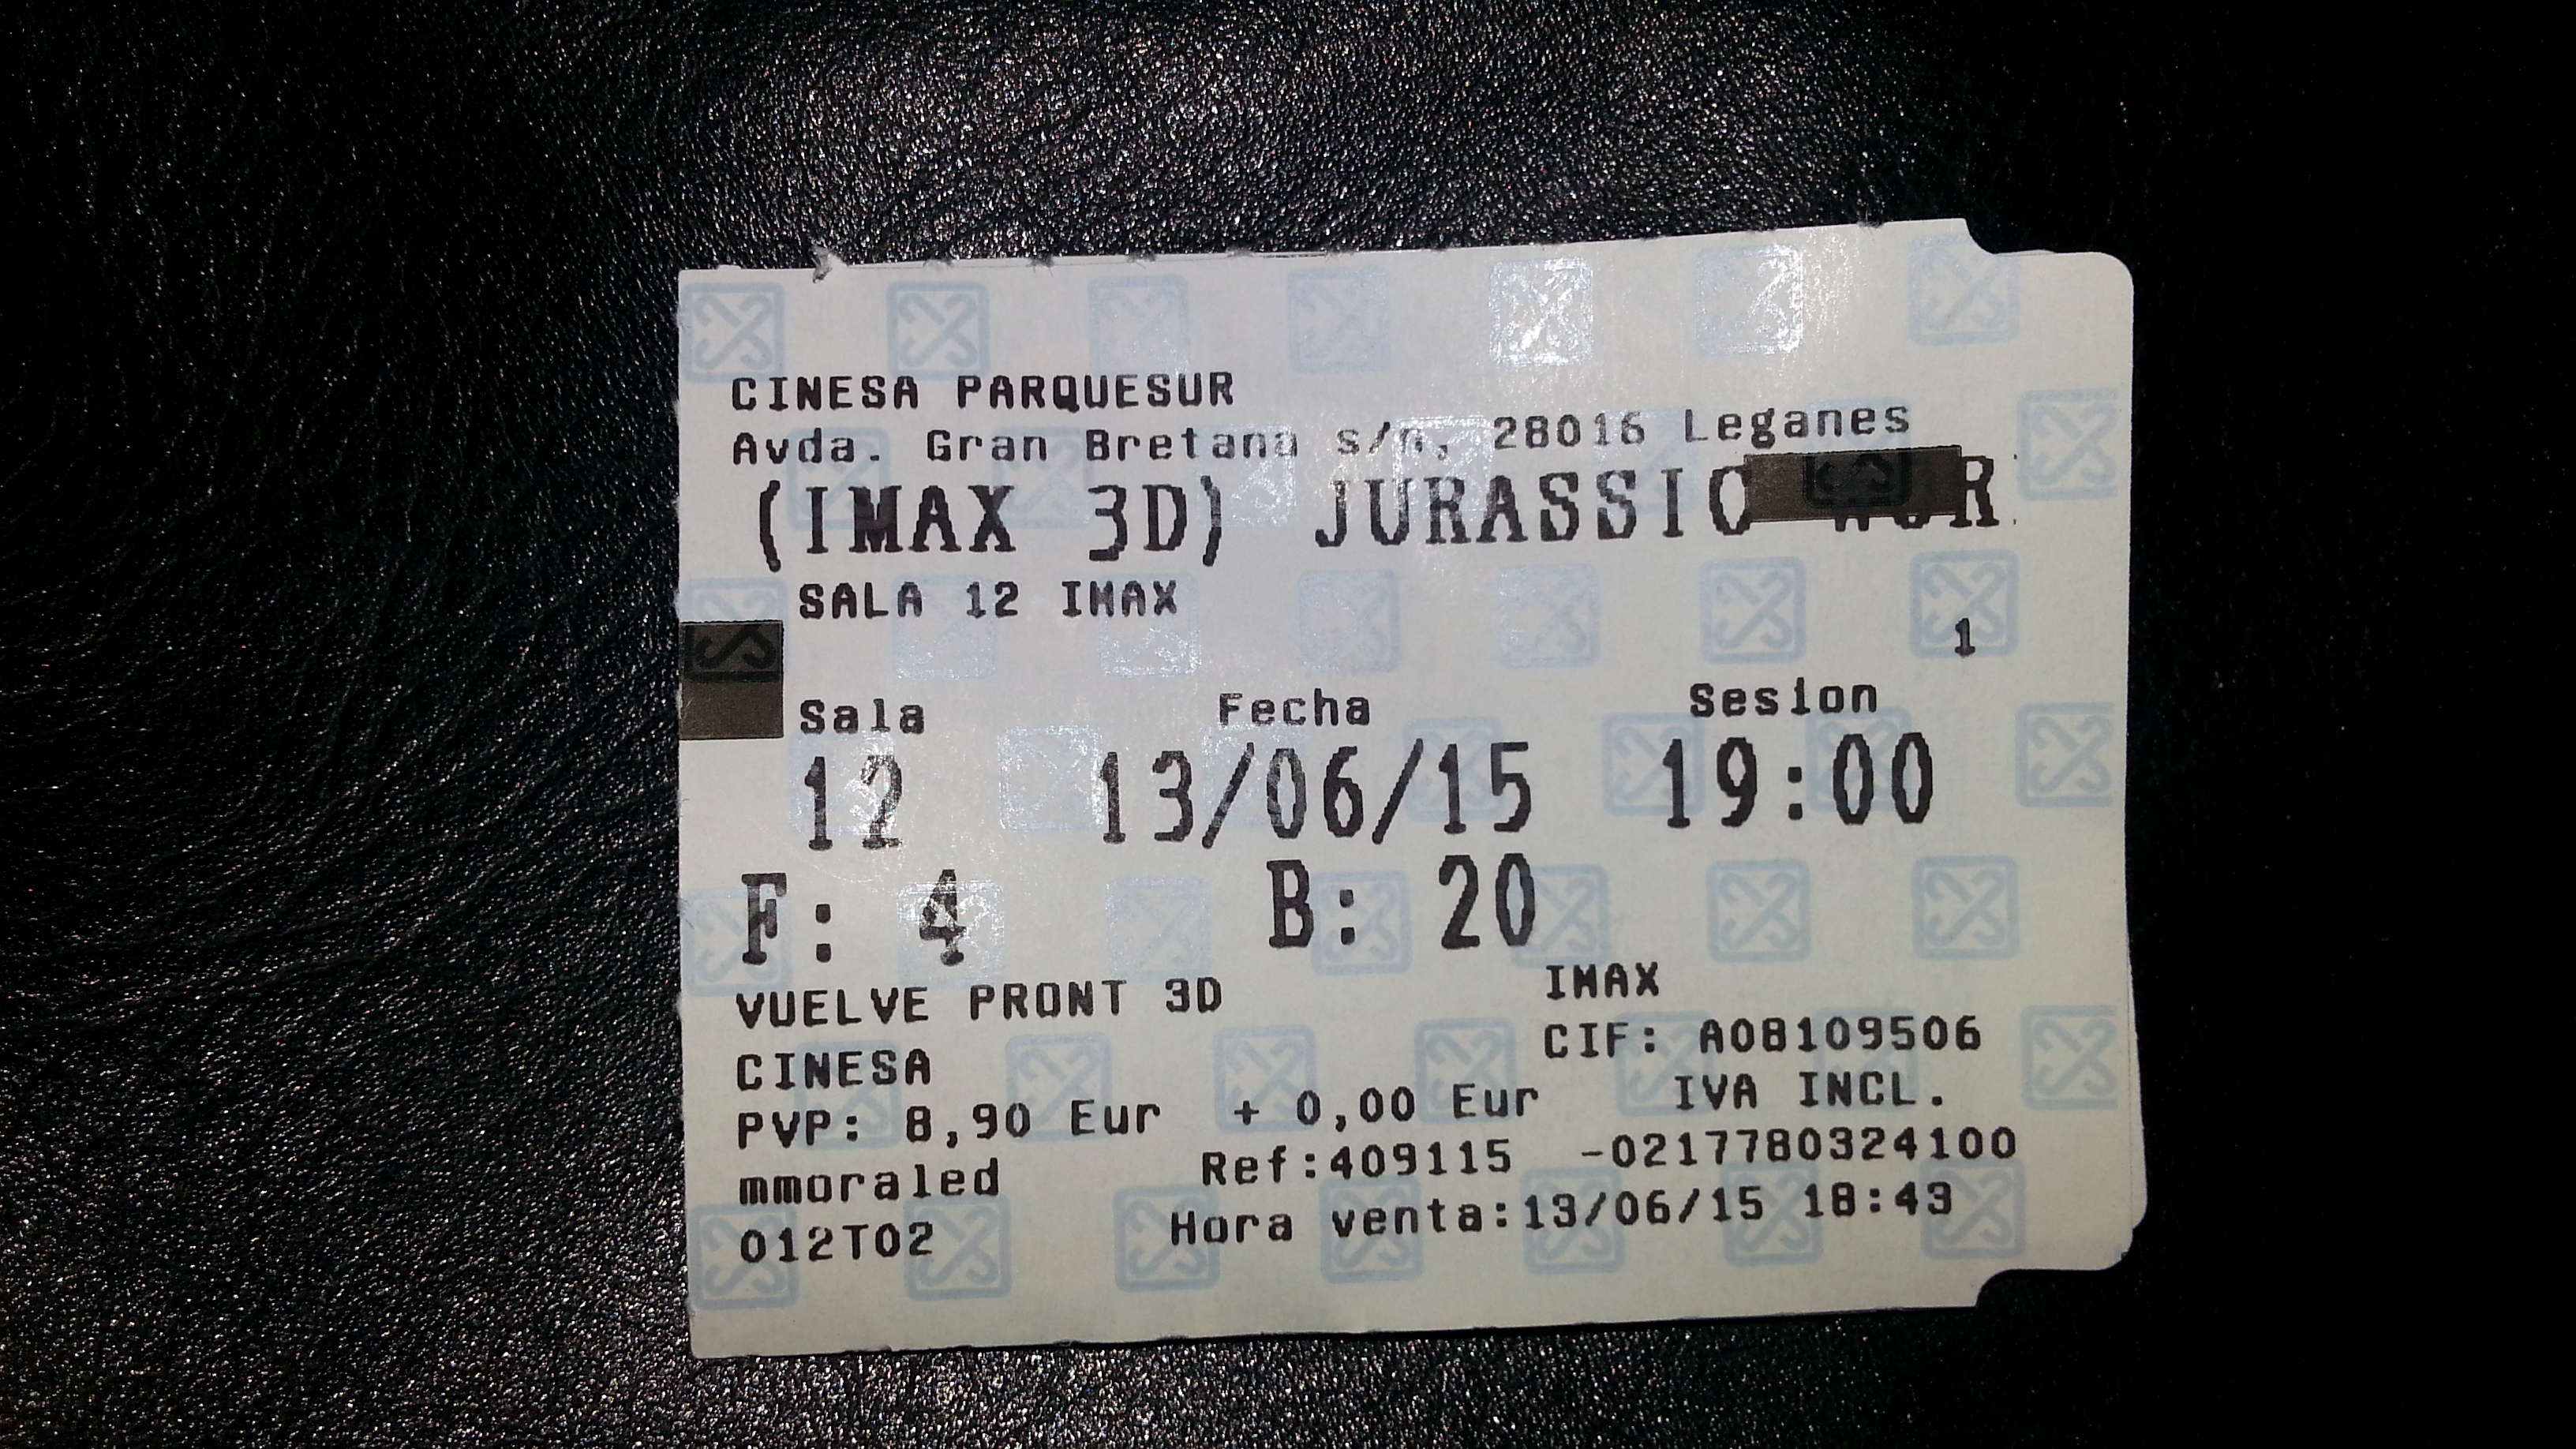 CINESA PARQUESUR
Avda. Gran Bretana s/n, 28016 Leganes
(IMAX 3D) JURASSIC WOR
SALA 12 IMAX
1
Sala Fecha Sesion
12 13/06/15 19:00
F: 4 B: 20
VUELVE PRONT 3D IMAX
CINESA CIF: A08109506
PVP: 8,90 Eur + 0,00 Eur IVA INCL.
mmoraled Ref:409115 -0217780324100
012T02 Hora venta:13/06/15 18:43